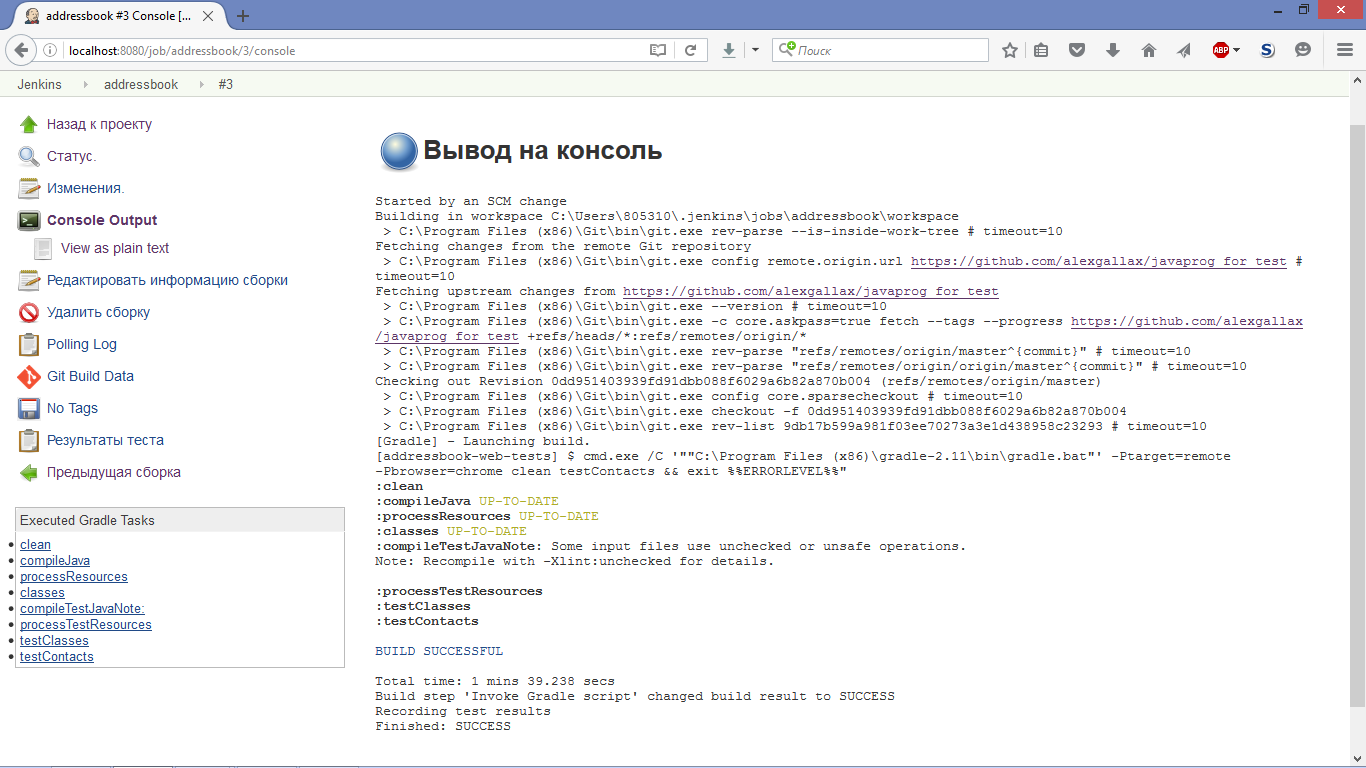 addressbook #3 Console [...
localhost:8080/job/addressbook/3/console
Поиск
ABP
S
Jenkins addressbook #3
Назад к проекту
Статус.
Изменения.
Console Output
View as plain text
Редактировать информацию сборки
Удалить сборку
Polling Log
Git Build Data
No Tags
Результаты теста
Предыдущая сборка
Executed Gradle Tasks
clean
compileJava
processResources
classes
compileTestJavaNote:
processTestResources
testClasses
testContacts
Вывод на консоль
Started by an SCM change
Building in workspace C:\Users\805310\.jenkins\jobs\addressbook\workspace
> C:\Program Files (x86)\Git\bin\git.exe rev-parse --is-inside-work-tree # timeout=10
Fetching changes from the remote Git repository
> C:\Program Files (x86)\Git\bin\git.exe config remote.origin.url https://github.com/alexgallax/javaprog_for_test #
timeout=10
Fetching upstream changes from https://github.com/alexgallax/javaprog_for_test
> C:\Program Files (x86)\Git\bin\git.exe --version # timeout=10
> C:\Program Files (x86)\Git\bin\git.exe -c core.askpass=true fetch --tags --progress https://github.com/alexgallax
/javaprog_for_test +refs/heads/*:refs/remotes/origin/*
> C:\Program Files (x86)\Git\bin\git.exe rev-parse "refs/remotes/origin/master^{commit}" # timeout=10
> C:\Program Files (x86)\Git\bin\git.exe rev-parse "refs/remotes/origin/origin/master^{commit}" # timeout=10
Checking out Revision 0dd951403939fd91dbb088f6029a6b82a870b004 (refs/remotes/origin/master)
> C:\Program Files (x86)\Git\bin\git.exe config core.sparsecheckout # timeout=10
> C:\Program Files (x86)\Git\bin\git.exe checkout -f 0dd951403939fd91dbb088f6029a6b82a870b004
> C:\Program Files (x86)\Git\bin\git.exe rev-list 9db17b599a981f03ee70273a3e1d438958c23293 # timeout=10
[Gradle] - Launching build.
[addressbook-web-tests] $ cmd.exe /C '""C:\Program Files (x86)\gradle-2.11\bin\gradle.bat"' -Ptarget=remote
-Pbrowser=chrome clean testContacts && exit %%ERRORLEVEL%%"
:clean
:compileJava UP-TO-DATE
:processResources UP-TO-DATE
:classes UP-TO-DATE
:compileTestJavaNote: Some input files use unchecked or unsafe operations.
Note: Recompile with -Xlint:unchecked for details.
:processTestResources
:testClasses
:testContacts
BUILD SUCCESSFUL
Total time: 1 mins 39.238 secs
Build step 'Invoke Gradle script' changed build result to SUCCESS
Recording test results
Finished: SUCCESS